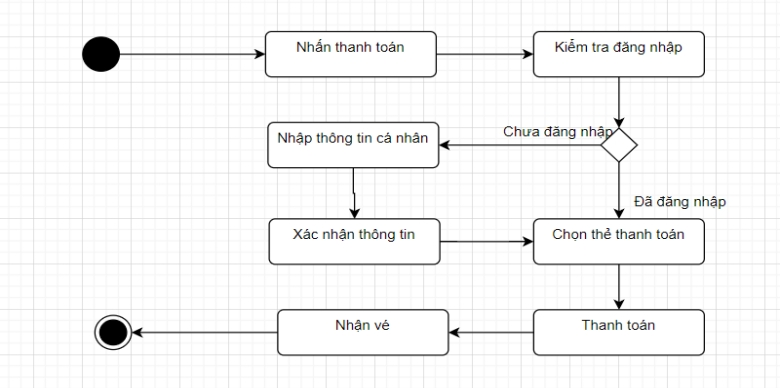 Nhấn thanh toán
Kiểm tra đăng nhập
Chưa đăng nhập
Nhập thông tin cá nhân
Đã đăng nhập
Xác nhận thông tin
Chọn thẻ thanh toán
Nhận vé
Thanh toán